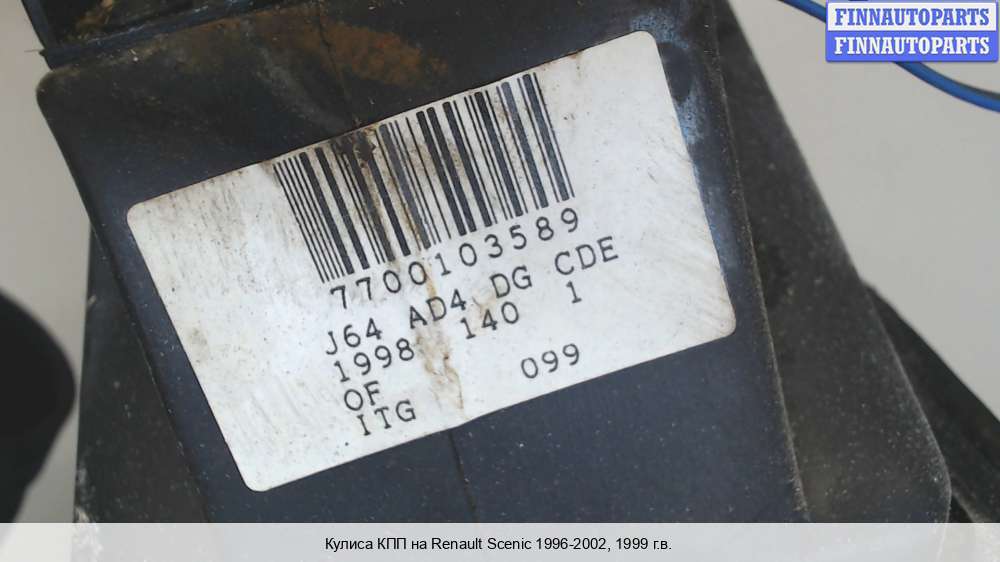 FINNAUTOPARTS
FINNAUTOPARTS
7700103589
J64 AD4 DG CDE
1998 140 1
OF
ITG 099
Кулиса КПП на Renault Scenic 1996-2002, 1999 г.в.